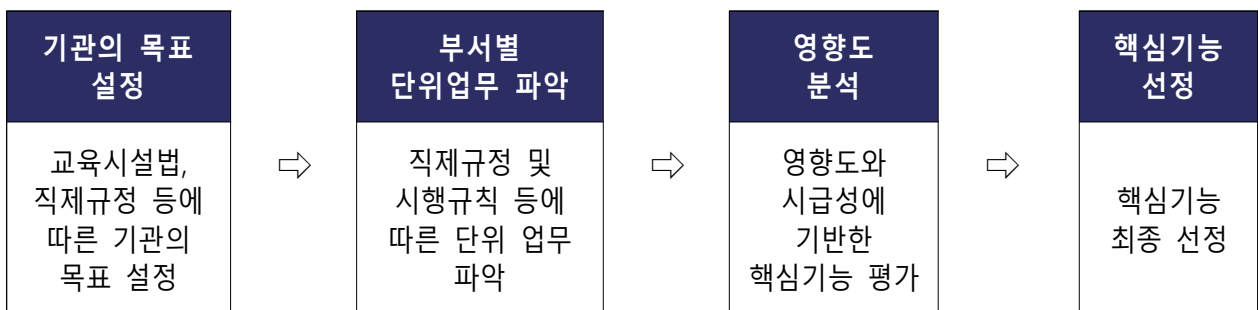 기관의 목표
설정
교육시설법,
직제규정 등에
따른 기관의
목표 설정
⇨
부서별
단위업무 파악
직제규정 및
시행규칙 등에
따른 단위 업무
파악
⇨
영향도
분석
영향도와
시급성에
기반한
핵심기능 평가
⇨
핵심기능
선정
핵심기능
최종 선정